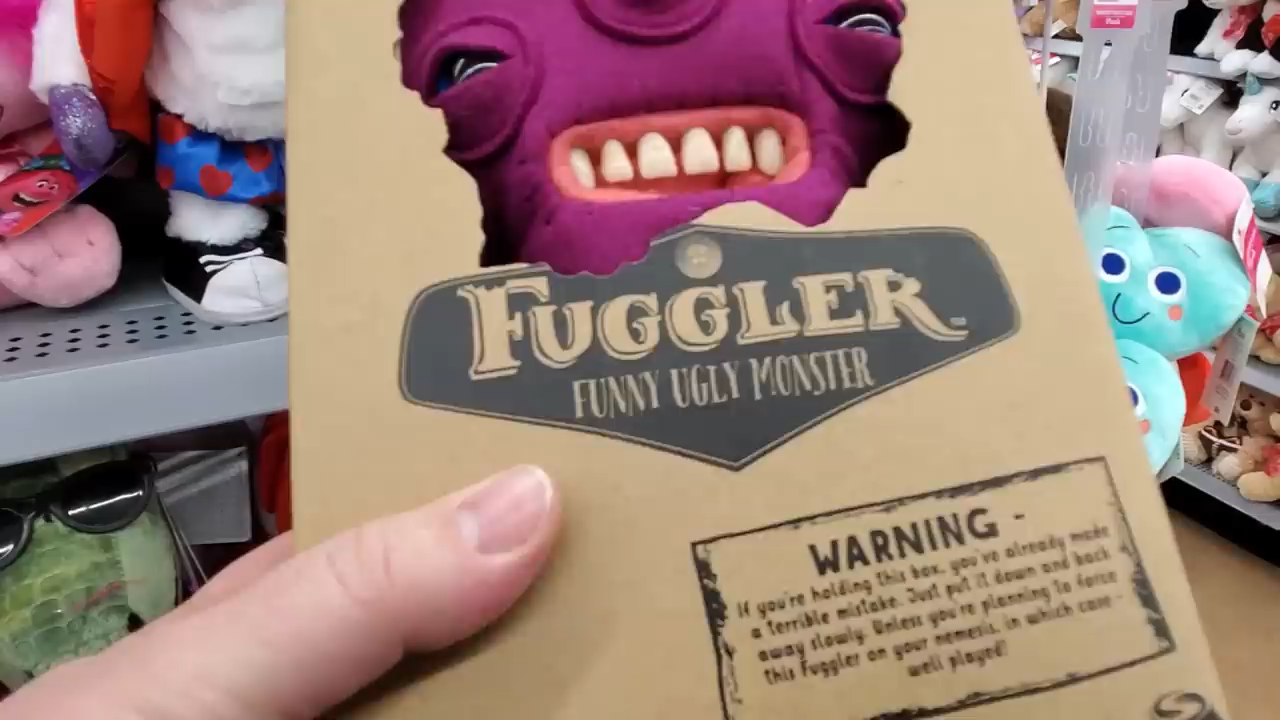 FUGGLER
FUNNY UGLY MONSTER
WARNING -
If you're holding this box, you've already made
a terrible mistake. Just put it down and back
away slowly. Unless you're planning to force
this Fuggler on your nemesis, in which case -
well played!